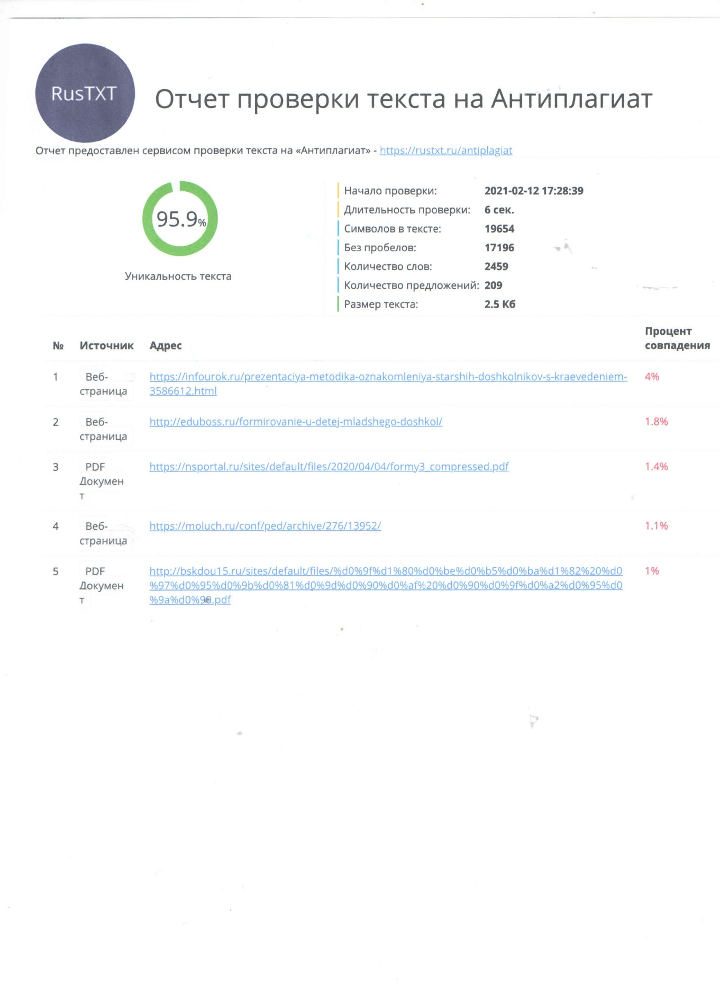 RusTXT
Отчет проверки текста на Антиплагиат
Отчет предоставлен сервисом проверки текста на «Антиплагиат» - https://rustxt.ru/antiplagiat
95.9%
Уникальность текста
Начало проверки: 2021-02-12 17:28:39
Длительность проверки: 6 сек.
Символов в тексте: 19654
Без пробелов: 17196
Количество слов: 2459
Количество предложений: 209
Размер текста: 2.5 Кб
№ Источник Адрес Процент
совпадения
1 Веб- https://infourok.ru/prezentaciya-metodika-oznakomleniya-starshih-doshkolnikov-s-kraevedeniem- 4%
страница 3586612.html
2 Веб- http://eduboss.ru/formirovanie-u-detej-mladshego-doshkol/ 1.8%
страница
3 PDF https://nsportal.ru/sites/default/files/2020/04/04/formy3_compressed.pdf 1.4%
Докумен
т
4 Веб- https://moluch.ru/conf/ped/archive/276/13952/ 1.1%
страница
5 PDF http://bskdou15.ru/sites/default/files/%d0%9f%d1%80%d0%be%d0%b5%d0%ba%d1%82%20%d0 1%
Докумен %97%d0%95%d0%9b%d0%81%d0%9d%d0%90%d0%af%20%d0%90%d0%9f%d0%a2%d0%95%d0
т %9a%d0%90.pdf